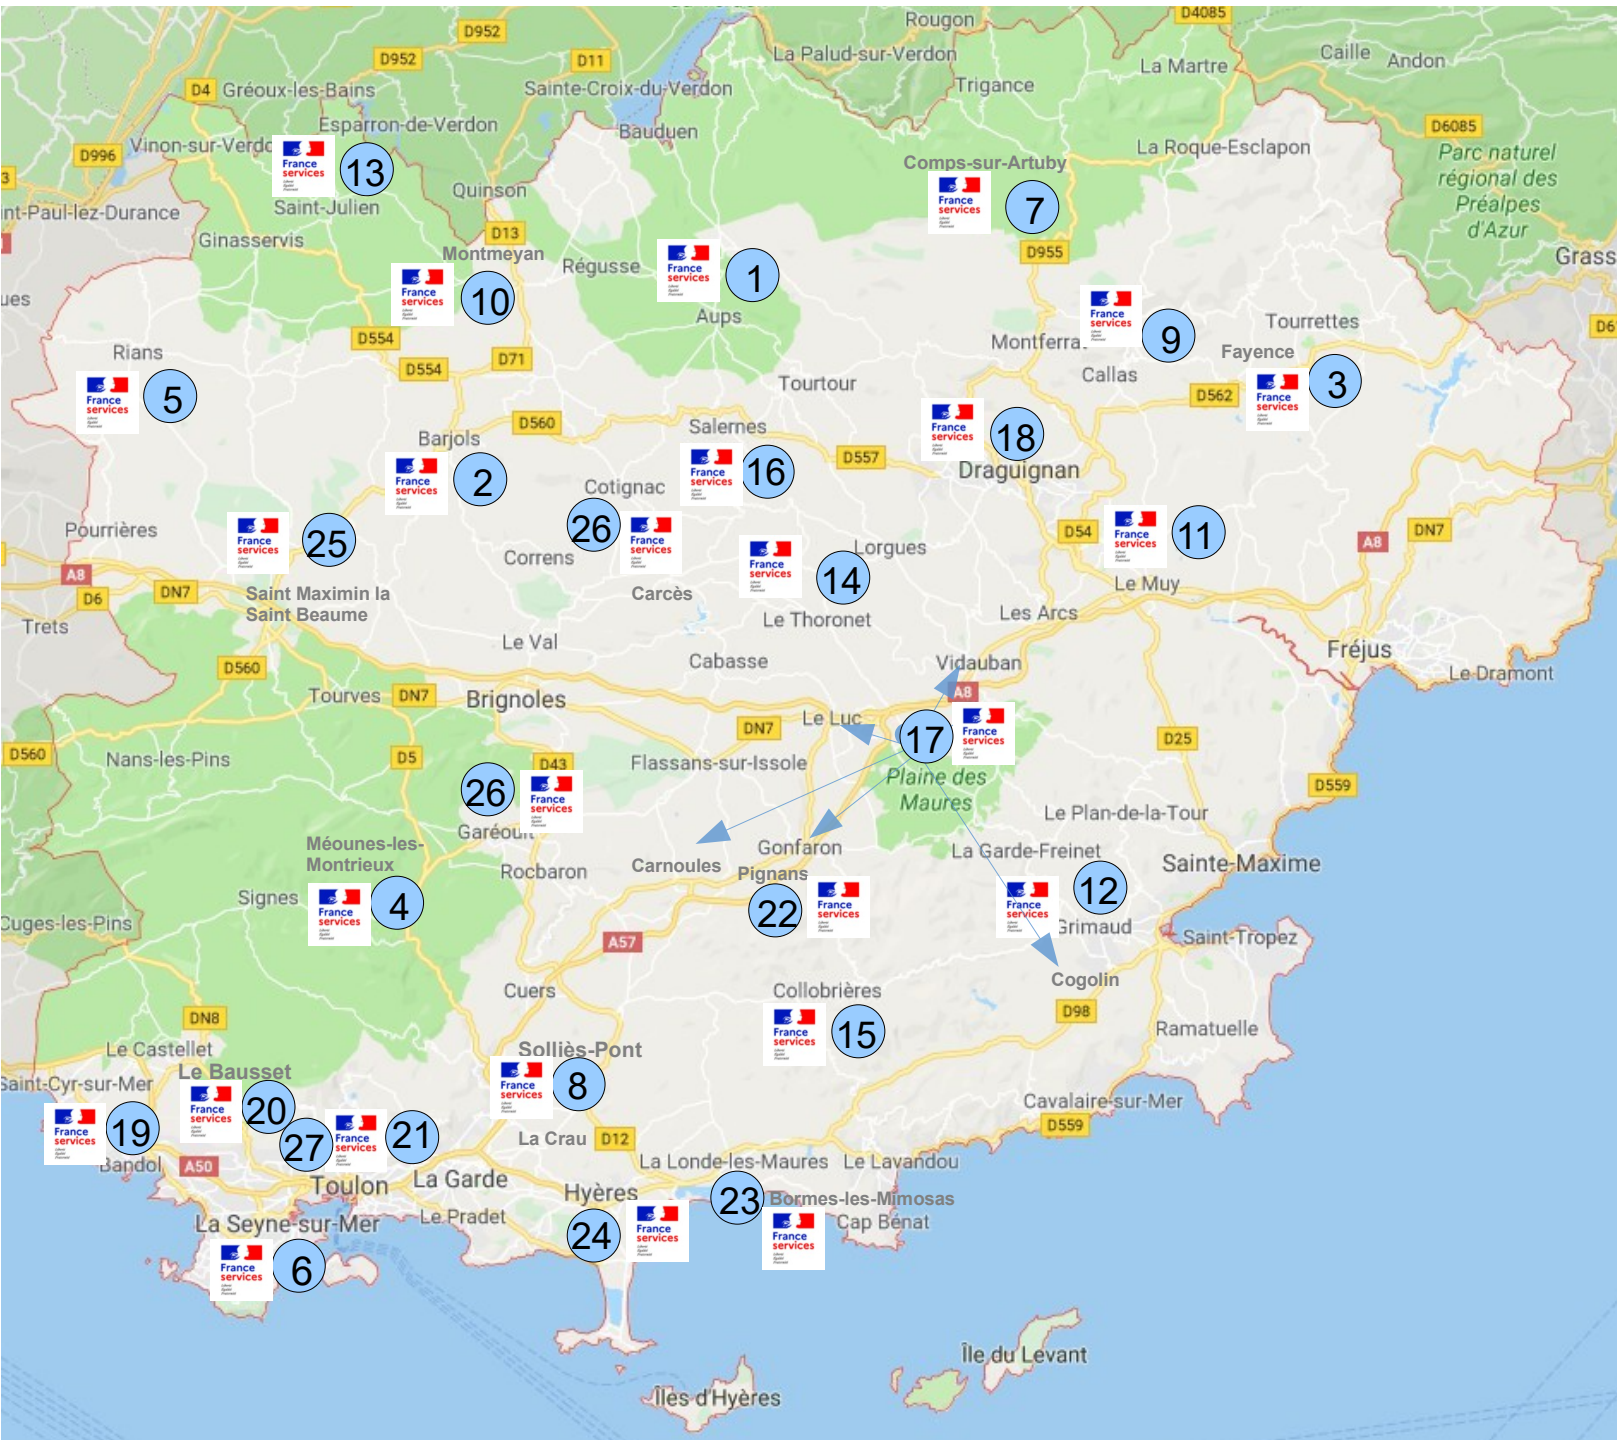 D952
Rougon
D4085
D952
D11
La Palud-sur-Verdon
Caille
Andon
La Martre
D4
Gréoux-les-Bains
Sainte-Croix-du-Verdon
Trigance
Esparron-de-Verdon
Bauduen
D6085
Vinon-sur-Verdo
D996
La Roque-Esclapon
Parc naturel
régional des
Préalpes
d'Azur
France
services
13
Comps-sur-Artuby
3
Quinson
France
services
7
int-Paul-lez-Durance
Saint-Julien
Ginasservis
D13
Montmeyan
D955
Grass
Régusse
France
services
1
France
services
10
ues
Aups
France
services
9
Tourrettes
D6
D554
Montferra
Fayence
Rians
D71
D554
Callas
Tourtour
France
services
5
D562
France
services
3
D560
Salernes
France
services
18
Barjols
D557
Draguignan
France
services
2
France
services
16
Cotignac
Pourrières
France
services
25
26
France
services
D54
France
services
11
A8
DN7
Correns
Lorgues
France
services
14
A8
D6
DN7
Le Muy
Saint Maximin la
Saint Beaume
Carcès
Trets
Le Thoronet
Les Arcs
Le Val
Fréjus
D560
Cabasse
Vidauban
Le Dramont
Tourves
DN7
Brignoles
A8
Le Luc
DN7
17
France
services
D25
D560
Nans-les-Pins
D5
D43
Flassans-sur-Issole
Plaine des
Maures
D559
26
France
services
Le Plan-de-la-Tour
Garéoult
Méounes-les-
Montrieux
Gonfaron
La Garde-Freinet
Sainte-Maxime
Rocbaron
Carnoules
Pignans
Signes
France
services
4
22
France
services
France
services
12
Cuges-les-Pins
Grimaud
Saint-Tropez
A57
Cogolin
Cuers
Collobrières
D98
DN8
France
services
15
Ramatuelle
Le Castellet
Solliès-Pont
Saint-Cyr-sur-Mer
Le Bausset
France
services
8
France
services
20
Cavalaire-sur-Mer
France
services
19
27
France
services
21
La Crau
D12
D559
Bandol
A50
La Londe-les-Maures
Le Lavandou
Toulon
La Garde
Hyères
23
Bormes-les-Mimosas
La Seyne-sur-Mer
Le Pradet
24
France
services
France
services
Cap Bénat
France
services
6
Île du Levant
Îles d'Hyères